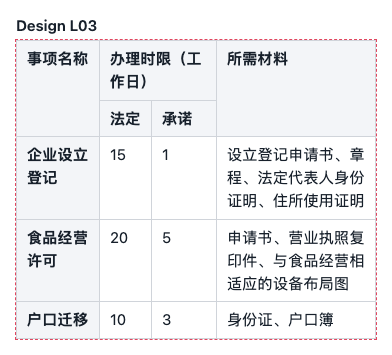 Design L03
事项名称
办理时限（工
作日）
所需材料
法定
承诺
企业设立
登记
15
1
设立登记申请书、章
程、法定代表人身份
证明、住所使用证明
食品经营
许可
20
5
申请书、营业执照复
印件、与食品经营相
适应的设备布局图
户口迁移
10
3
身份证、户口簿